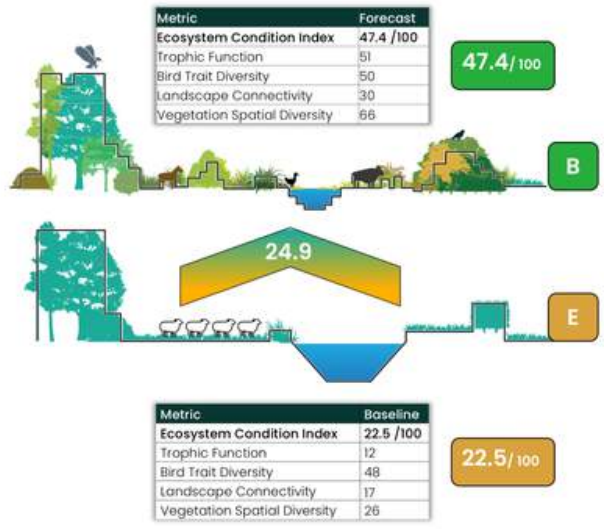 Metric Forecast
Ecosystem Condition Index 47.4 /100
Trophic Function 51
Bird Trait Diversity 50
Landscape Connectivity 30
Vegetation Spatial Diversity 66
47.4/ 100
B
24.9
E
Metric Baseline
Ecosystem Condition Index 22.5 /100
Trophic Function 12
Bird Trait Diversity 48
Landscape Connectivity 17
Vegetation Spatial Diversity 26
22.5/ 100